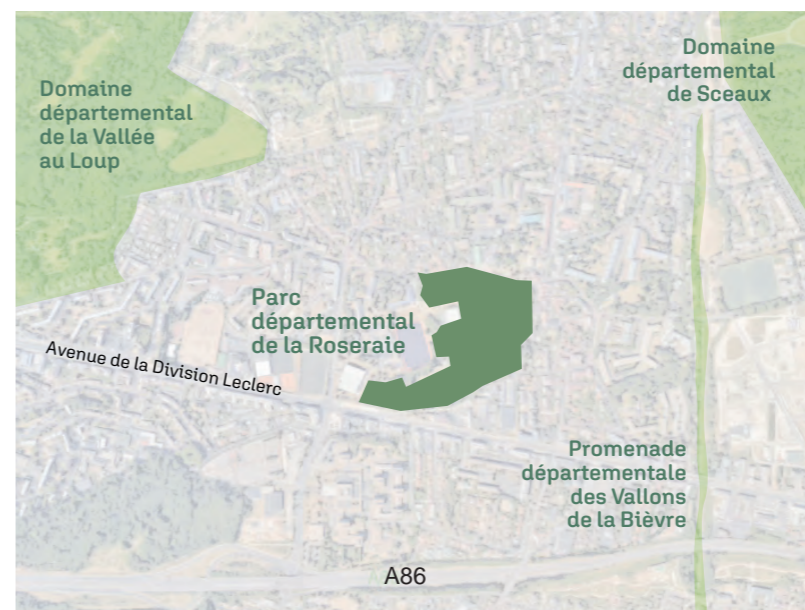 Domaine
départemental
de la Vallée
au Loup
Domaine
départemental
de Sceaux
Parc
départemental
de la Roseraie
Avenue de la Division Leclerc
Promenade
départementale
des Vallons
de la Bièvre
A86